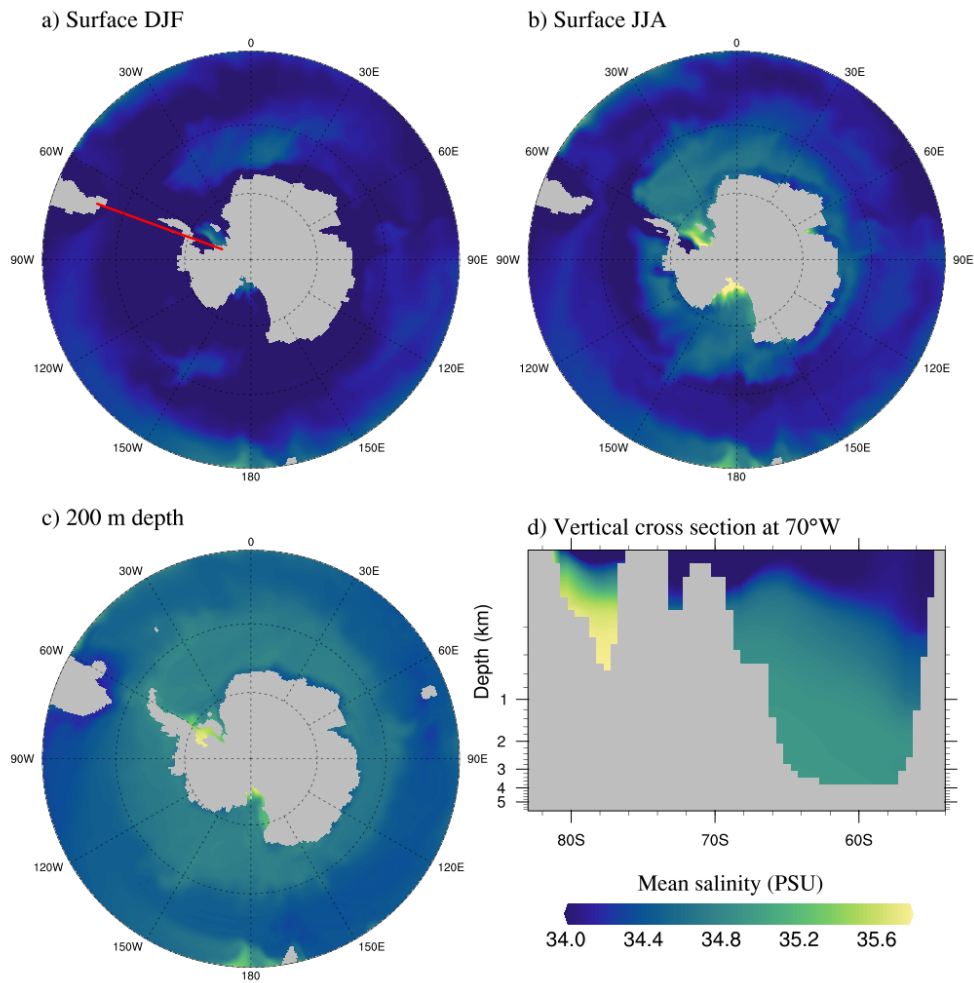 a) Surface DJF
b) Surface JJA
0
30W
30E
60W
60E
90W
90E
120W
120E
150W
150E
180
0
30W
30E
60W
60E
90W
90E
120W
120E
150W
150E
180
c) 200 m depth
d) Vertical cross section at 70°W
0
30W
30E
60W
60E
90W
90E
120W
120E
150W
150E
180
Depth (km)
1
2
3
4
5
80S
70S
60S
Mean salinity (PSU)
34.0
34.4
34.8
35.2
35.6